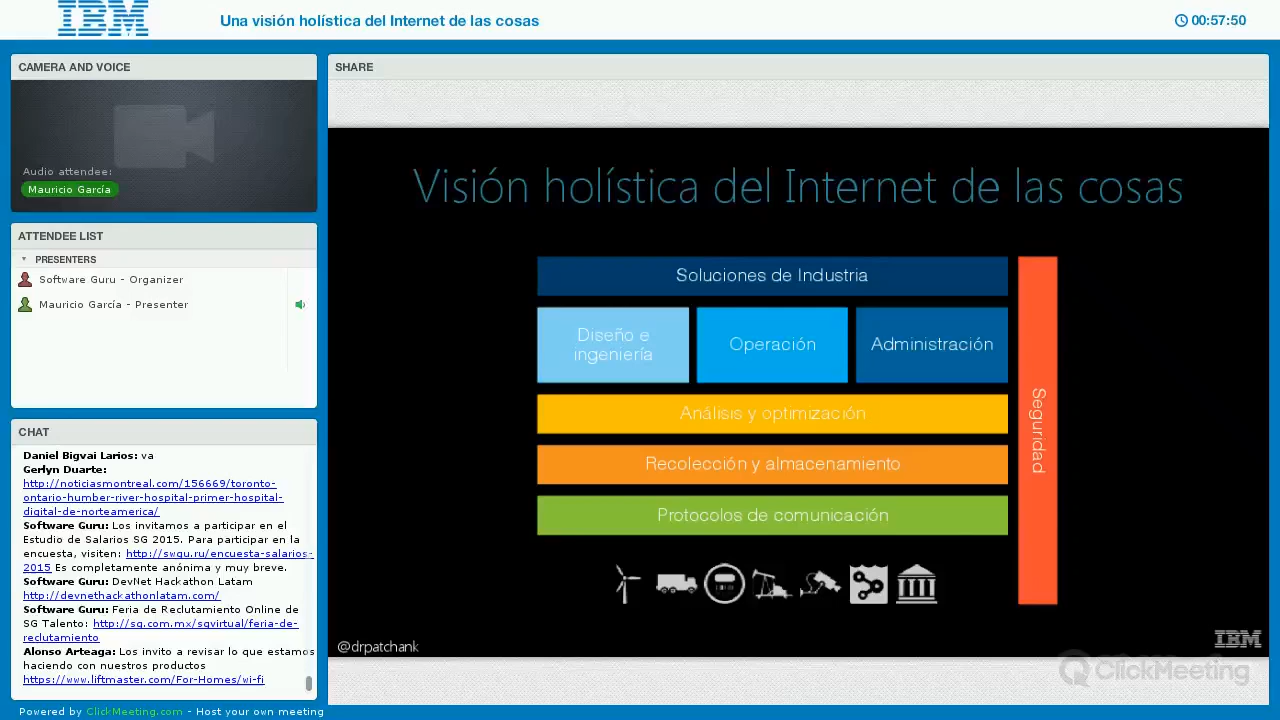 IBM
Una visión holística del Internet de las cosas
00:57:50
CAMERA AND VOICE
Audio attendee:
Mauricio García
ATTENDEE LIST
PRESENTERS
Software Guru - Organizer
Mauricio García - Presenter
CHAT
Daniel Bigvai Larios: va
Gerlyn Duarte:
http://noticiasmontreal.com/156669/toronto-
ontario-humber-river-hospital-primer-hospital-
digital-de-norteamerica/
Software Guru: Los invitamos a participar en el
Estudio de Salarios SG 2015. Para participar en la
encuesta, visiten: http://swgu.ru/encuesta-salarios-
2015 Es completamente anónima y muy breve.
Software Guru: DevNet Hackathon Latam
http://devnethackathonlatam.com/
Software Guru: Feria de Reclutamiento Online de
SG Talento: http://sg.com.mx/sgvirtual/feria-de-
reclutamiento
Alonso Arteaga: Los invito a revisar lo que estamos
haciendo con nuestros productos
https://www.liftmaster.com/For-Homes/wi-fi
Powered by ClickMeeting.com - Host your own meeting
SHARE
Visión holística del Internet de las cosas
Soluciones de Industria
Diseño e
ingeniería
Operación
Administración
Análisis y optimización
Recolección y almacenamiento
Protocolos de comunicación
Seguridad
@drpatchank
IBM
ClickMeeting